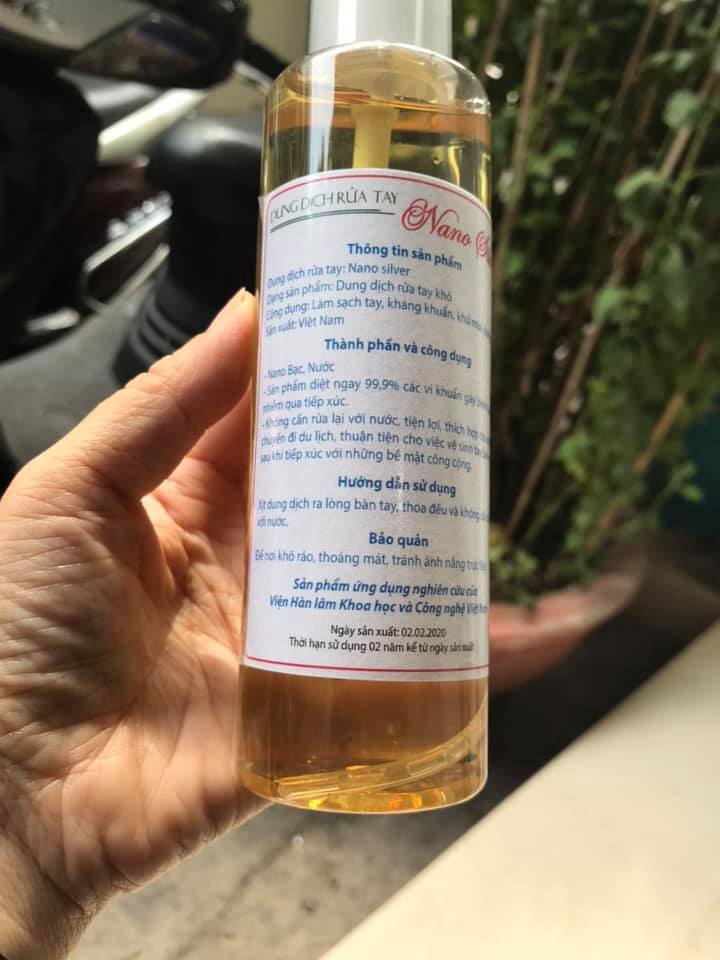 DUNG DỊCH RỬA TAY
Nano
Thông tin sản phẩm
Dung dịch rửa tay: Nano silver
Dạng sản phẩm: Dung dịch rửa tay khô
Công dụng: Làm sạch tay, kháng khuẩn, khử mùi,
Sản xuất: Việt Nam
Thành phần và công dụng
- Nano Bạc, Nước
- Sản phẩm diệt ngay 99,9% các vi khuẩn gây
nhiễm qua tiếp xúc.
- Không cần rửa lại với nước, tiện lợi, thích hợp
chuyến đi du lịch, thuận tiện cho việc vệ sinh tay
sau khi tiếp xúc với những bề mặt công cộng.
Hướng dẫn sử dụng
Xịt dung dịch ra lòng bàn tay, thoa đều và không
với nước.
Bảo quản
Để nơi khô ráo, thoáng mát, tránh ánh nắng trực
Sản phẩm ứng dụng nghiên cứu của
Viện Hàn lâm Khoa học và Công nghệ Việt
Ngày sản xuất: 02.02.2020
Thời hạn sử dụng 02 năm kể từ ngày sản xuất